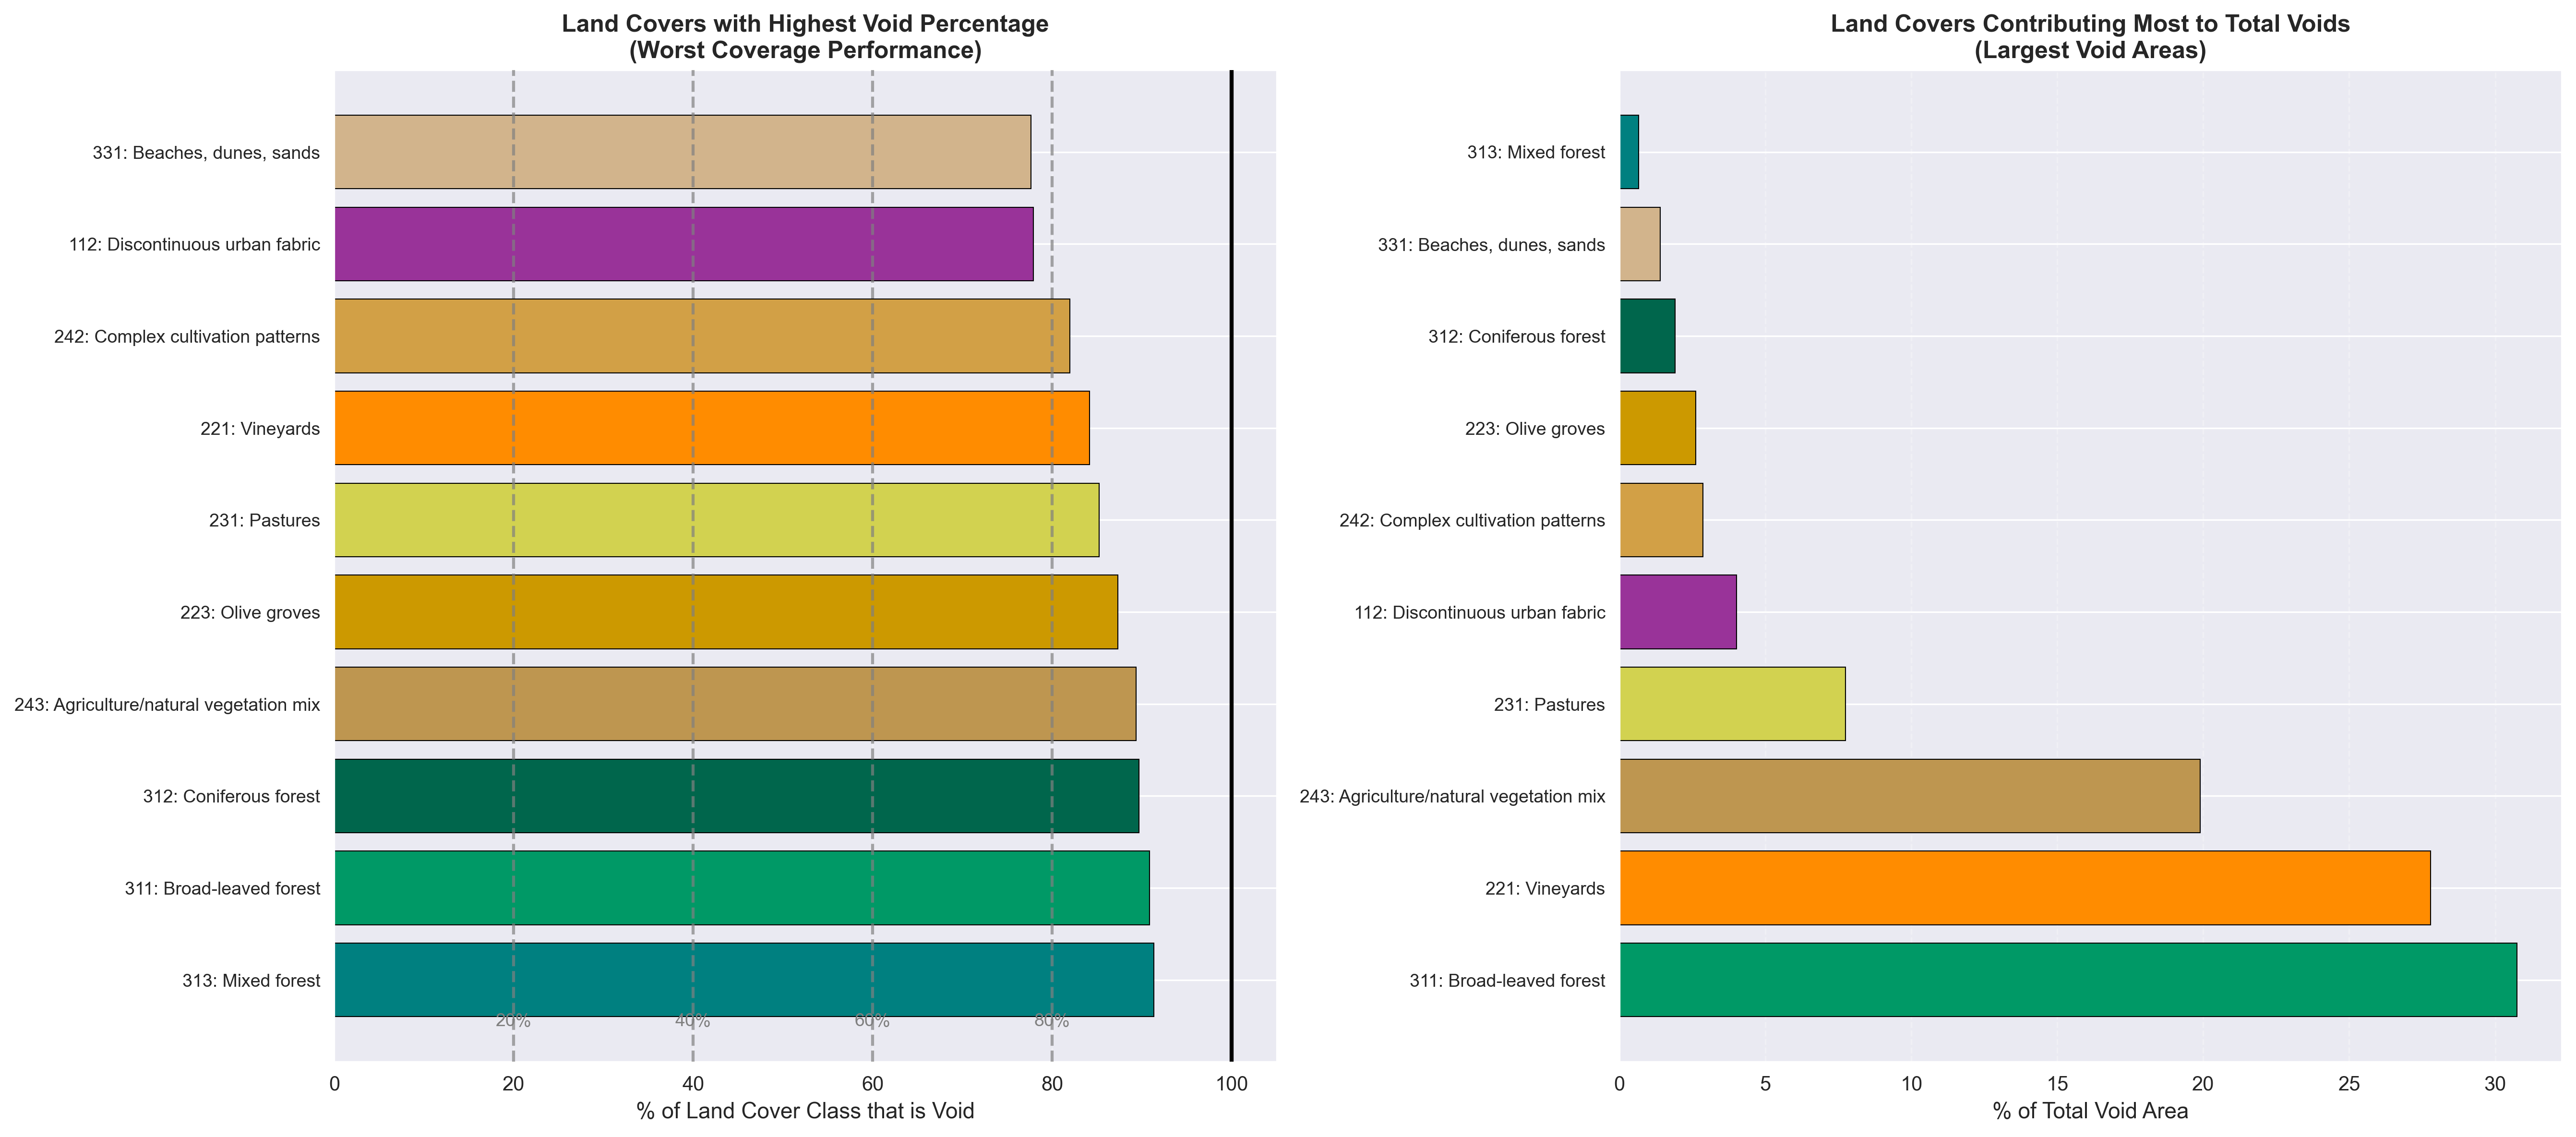 Land Covers with Highest Void Percentage
(Worst Coverage Performance)
331: Beaches, dunes, sands
112: Discontinuous urban fabric
242: Complex cultivation patterns
221: Vineyards
231: Pastures
223: Olive groves
243: Agriculture/natural vegetation mix
312: Coniferous forest
311: Broad-leaved forest
313: Mixed forest
20% 40% 60% 80%
0 20 40 60 80 100
% of Land Cover Class that is Void
Land Covers Contributing Most to Total Voids
(Largest Void Areas)
313: Mixed forest
331: Beaches, dunes, sands
312: Coniferous forest
223: Olive groves
242: Complex cultivation patterns
112: Discontinuous urban fabric
231: Pastures
243: Agriculture/natural vegetation mix
221: Vineyards
311: Broad-leaved forest
0 5 10 15 20 25 30
% of Total Void Area